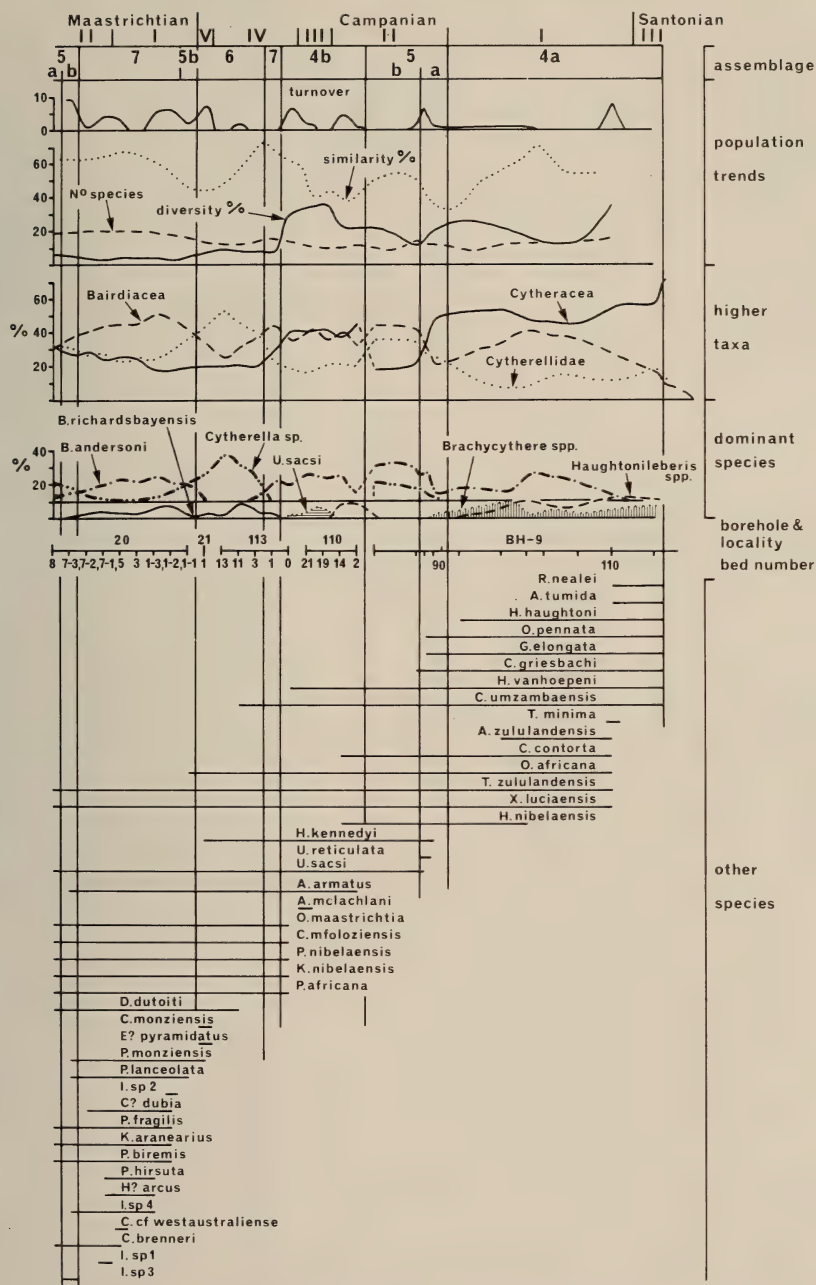 Maastrichtian Campanian Santonian
II I VI IV III II I III
5 7 5b 6 7 4b 5 4a
a b b a
assemblage
turnover
10
0
population
trends
similarity %
Nº species
diversity %
60
40
20
Bairdiacea
Cytheracea
Cytherellidae
%
60
40
20
higher
taxa
B.richardsbayensis
B.andersoni
Cytherella sp.
U.sacsi
Brachycythere spp.
Haughtonileberis
spp.
%
40
20
0
dominant
species
borehole &
locality
bed number
20 21 113 110 BH-9
8 7-3,7-2,7-1,5 3 1-3,1-2,1-1 1 13 11 3 1 0 21 19 14 2 90 110
R.nealei
A.tumida
H.haughtoni
O.pennata
G.elongata
C.griesbachi
H.vanhoepeni
C.umzambaensis
T. minima
A.zululandensis
C.contorta
O.africana
T. zululandensis
X.luciaensis
H.nibelaensis
H.kennedyi
U.reticulata
U.sacsi
A.armatus
A.mclachlani
O.maastrichtia
C.mfoloziensis
P.nibelaensis
K.nibelaensis
P.africana
D.dutoiti
C.monziensis
E? pyramidatus
P.monziensis
P.lanceolata
I.sp 2
C? dubia
P.fragilis
K.aranearius
P.biremis
P.hirsuta
H? arcus
I.sp 4
C.cf westaustraliense
C.brenneri
I. sp1
I.sp3
other
species